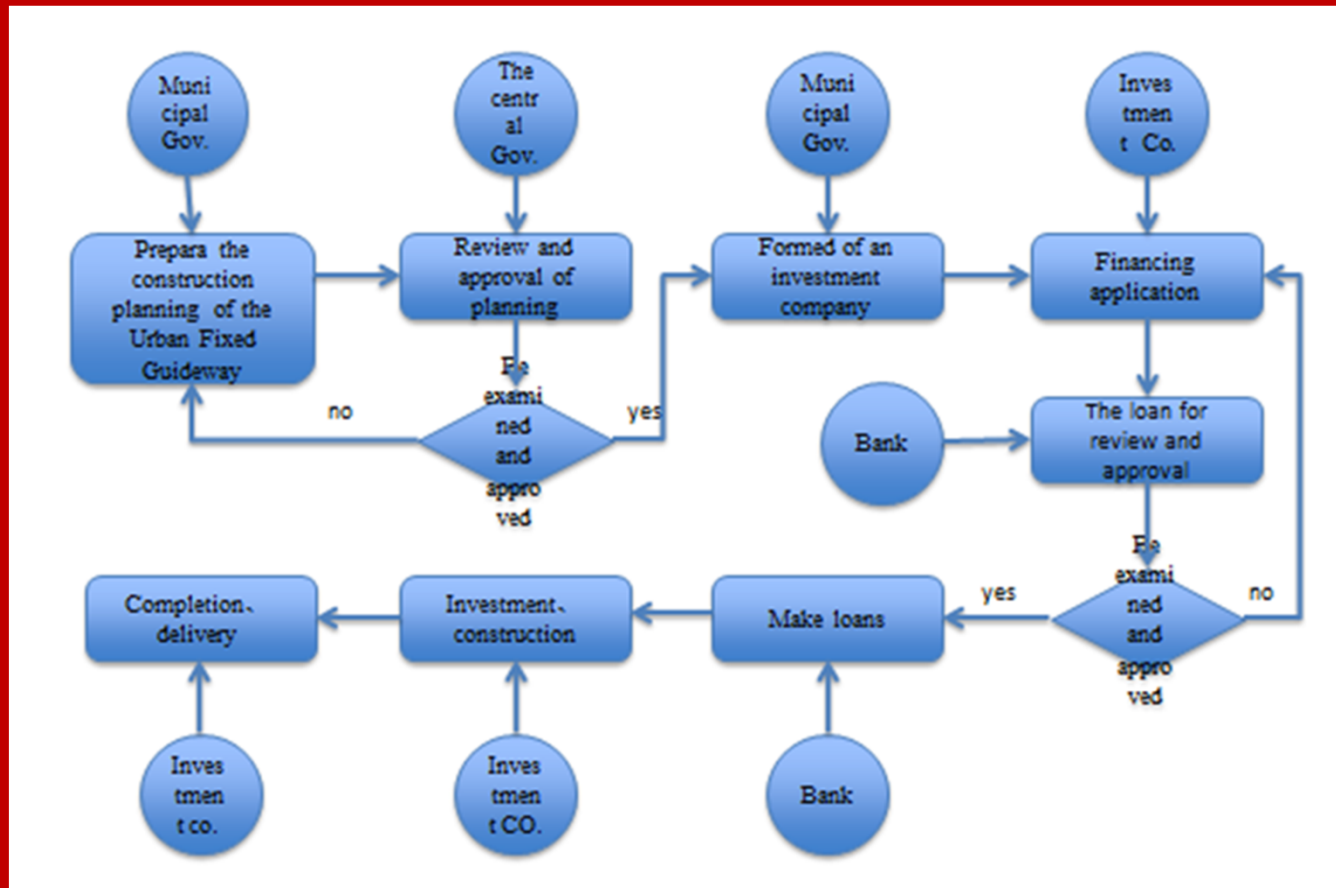 Muni
cipal
Gov.
The
centr
al
Gov.
Muni
cipal
Gov.
Inves
tmen
t Co.
Prepara the
construction
planning of the
Urban Fixed
Guideway
Review and
approval of
planning
Formed of an
investment
company
Financing
application
no
Be
exami
ned
and
appro
ved
yes
Bank
The loan for
review and
approval
Completion、
delivery
Investment、
construction
Make loans
yes
Be
exami
ned
and
appro
ved
no
Inves
tmen
t co.
Inves
tmen
t CO.
Bank